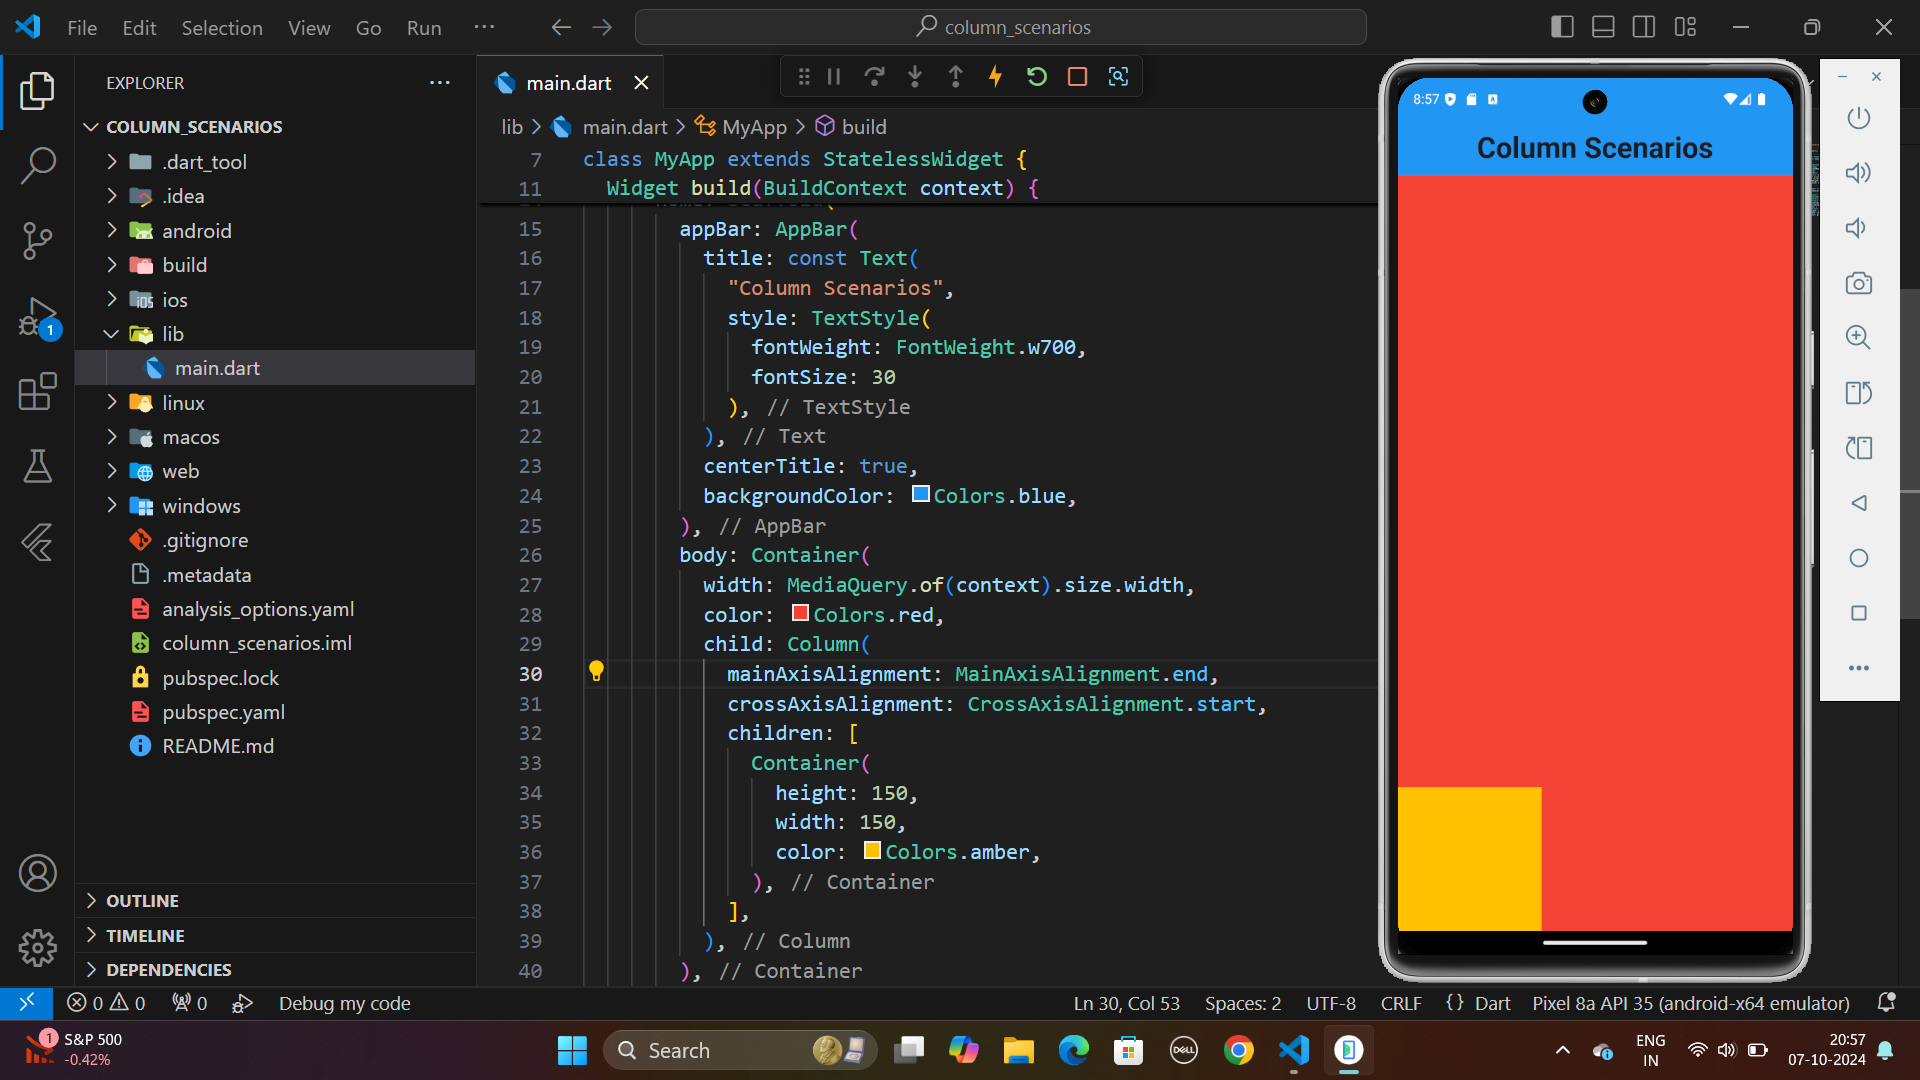 File Edit Selection View Go Run ...
column_scenarios
EXPLORER
COLUMN_SCENARIOS
.dart_tool
.idea
android
build
ios
lib
main.dart
linux
macos
web
windows
.gitignore
.metadata
analysis_options.yaml
column_scenarios.iml
pubspec.lock
pubspec.yaml
README.md
OUTLINE
TIMELINE
DEPENDENCIES
1
main.dart
lib > main.dart > MyApp > build
7 class MyApp extends StatelessWidget {
11 Widget build(BuildContext context) {
15 appBar: AppBar(
16 title: const Text(
17 "Column Scenarios",
18 style: TextStyle(
19 fontWeight: FontWeight.w700,
20 fontSize: 30
21 ), // TextStyle
22 ), // Text
23 centerTitle: true,
24 backgroundColor: Colors.blue,
25 ), // AppBar
26 body: Container(
27 width: MediaQuery.of(context).size.width,
28 color: Colors.red,
29 child: Column(
30 mainAxisAlignment: MainAxisAlignment.end,
31 crossAxisAlignment: CrossAxisAlignment.start,
32 children: [
33 Container(
34 height: 150,
35 width: 150,
36 color: Colors.amber,
37 ), // Container
38 ],
39 ), // Column
40 ), // Container
8:57
Column Scenarios
0 0 0 Debug my code Ln 30, Col 53 Spaces: 2 UTF-8 CRLF {} Dart Pixel 8a API 35 (android-x64 emulator)
1
S&P 500
-0.42%
Search
DELL
ENG
IN
20:57
07-10-2024